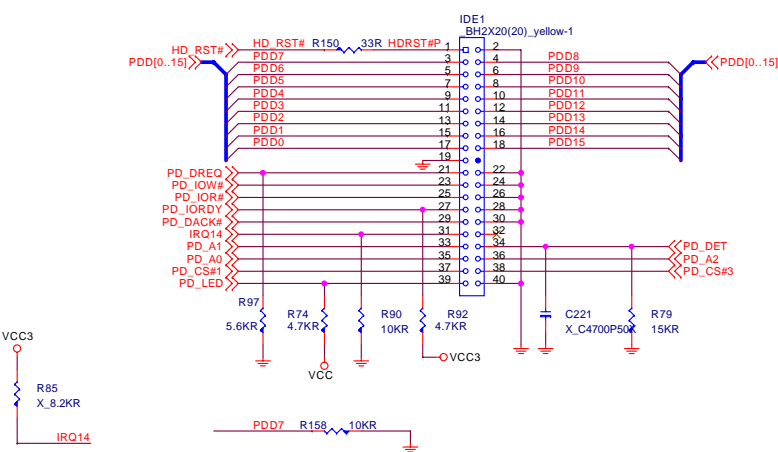 IDE1
_BH2X20(20)_yellow-1
HD_RST# HD_RST# R150 33R HDRST#P 1 2
PDD[0..15] PDD7 3 4 PDD8 PDD[0..15]
PDD6 5 6 PDD9
PDD5 7 8 PDD10
PDD4 9 10 PDD11
PDD3 11 12 PDD12
PDD2 13 14 PDD13
PDD1 15 16 PDD14
PDD0 17 18 PDD15
19
PD_DREQ 21 22
PD_IOW# 23 24
PD_IOR# 25 26
PD_IORDY 27 28
PD_DACK# 29 30
IRQ14 31 32
PD_A1 33 34 PD_DET
PD_A0 35 36 PD_A2
PD_CS#1 37 38 PD_CS#3
PD_LED 39 40
R97 R74 R90 R92 C221 R79
5.6KR 4.7KR 10KR 4.7KR X_C4700P50X 15KR
VCC3
VCC3
VCC
R85
X_8.2KR
IRQ14
PDD7 R158 10KR